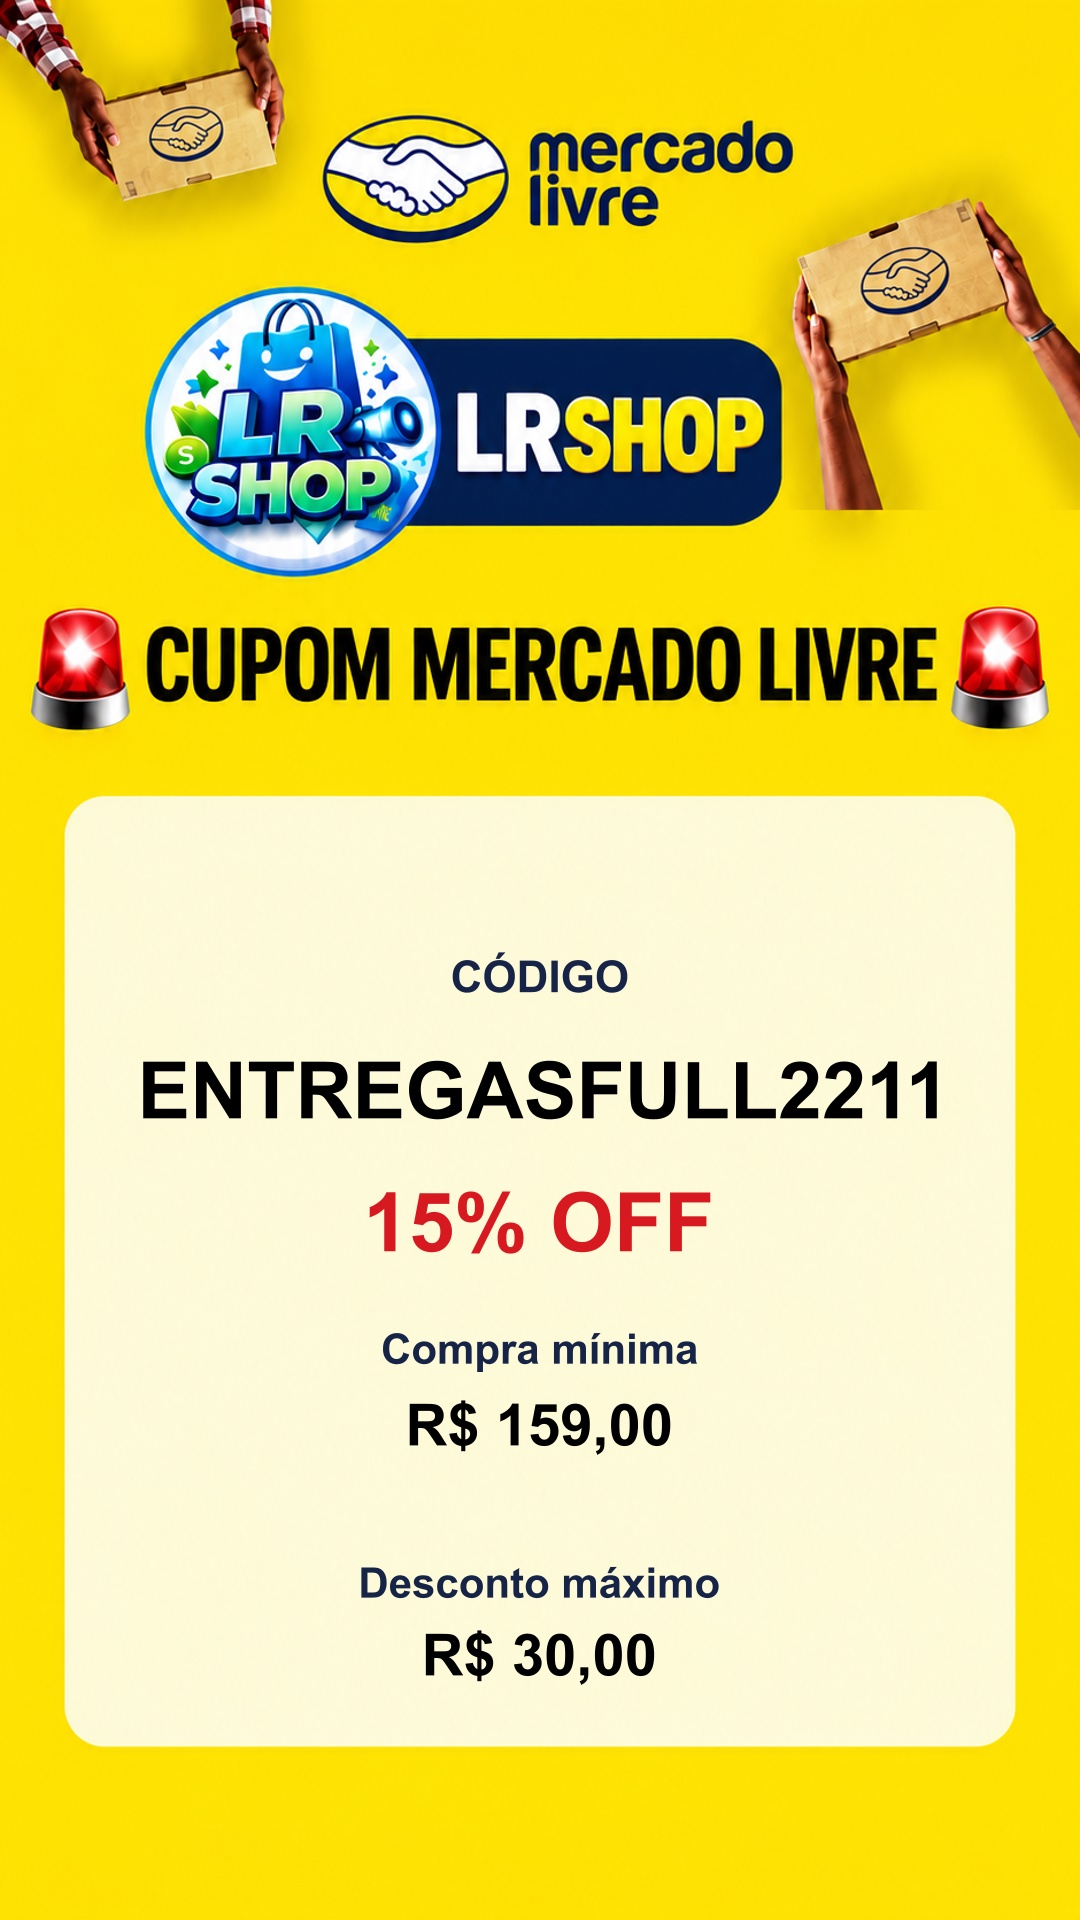 mercado
livre
LR
SHOP
S
LRSHOP
CUPOM MERCADO LIVRE
CÓDIGO
ENTREGASFULL2211
15% OFF
Compra mínima
R$ 159,00
Desconto máximo
R$ 30,00